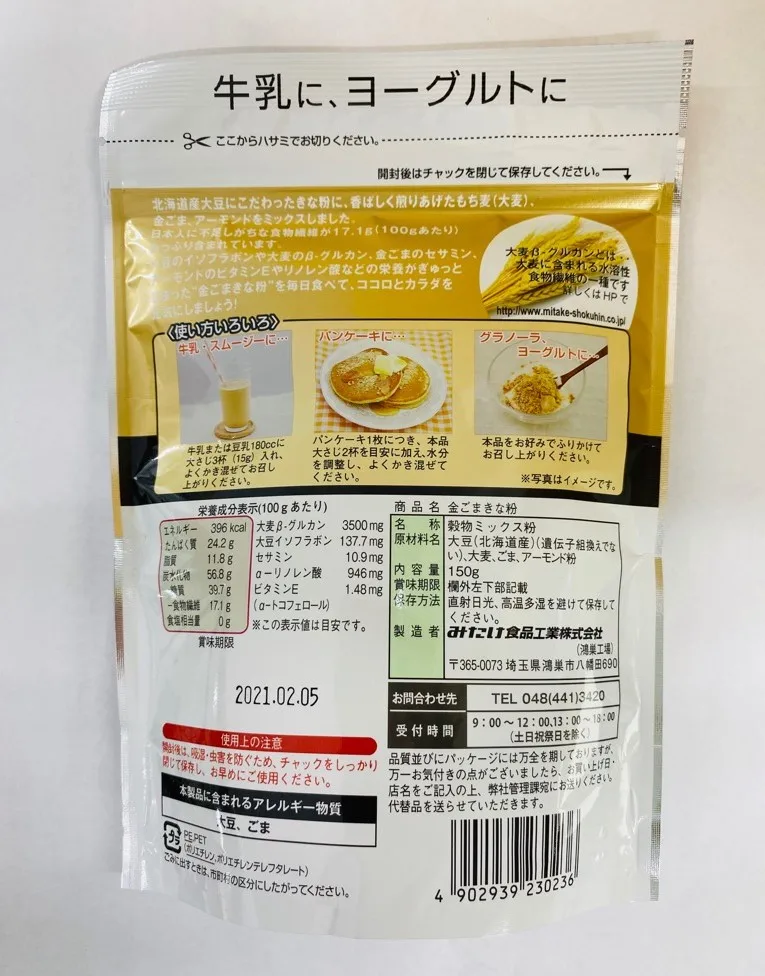 牛乳に、ヨーグルトに
ここからハサミでお切りください。
開封後はチャックを閉じて保存してください。
北海道産大豆にこだわったきな粉に、香ばしく煎りあげたもち麦(大麦)、
金ごま、アーモンドをミックスしました。
日本人に不足しがちな食物繊維が17.1g(100gあたり)
っぷり含まれています。
のイソフラボンや大麦のβ-グルカン、金ごまのセサミン、
ーモンドのビタミンEやリノレン酸などの栄養がぎゅっと
った"金ごまきな粉"を毎日食べて、ココロとカラダを
にしましょう!
大麦β-グルカンとは…
大麦に含まれる水溶性
食物繊維の一種です
詳しくはHPで
http://www.mitake-shokuhin.co.jp/
〈使い方いろいろ〉
牛乳・スムージーに…
牛乳または豆乳180ccに
大さじ3杯(15g)入れ、
よくかき混ぜてお召し
上がりください。
パンケーキに…
パンケーキ1枚につき、本品
大さじ2杯を目安に加え、水分
を調整し、よくかき混ぜて
ください。
グラノーラ、
ヨーグルトに…
本品をお好みでふりかけて
お召し上がりください。
※写真はイメージです。
栄養成分表示(100gあたり)
エネルギー 396 kcal
たんぱく質 24.2 g
脂質 11.8 g
炭水化物 56.8 g
糖質 39.7 g
-食物繊維 17.1 g
食塩相当量 0 g
大麦β-グルカン 3500 mg
大豆イソフラボン 137.7 mg
セサミン 10.9 mg
α-リノレン酸 946 mg
ビタミンE 1.48 mg
(α-トコフェロール)
※この表示値は目安です。
賞味期限
2021.02.05
使用上の注意
開封後は、吸湿・虫害を防ぐため、チャックをしっかり
閉じて保存し、お早めにご使用ください。
本製品に含まれるアレルギー物質
大豆、ごま
プラ
PE,PET
(ポリエチレン,ポリエチレンテレフタレート)
ごみに出すときは、市町村の区分にしたがってください。
商品名 金ごまきな粉
名称 穀物ミックス粉
原材料名 大豆(北海道産)(遺伝子組換えでな
い)、大麦、ごま、アーモンド粉
内容量 150g
賞味期限 欄外左下部記載
保存方法 直射日光、高温多湿を避けて保存して
ください。
製造者 みたけ食品工業株式会社
(鴻巣工場)
〒365-0073 埼玉県鴻巣市八幡田690
お問合わせ先 TEL 048(441)3420
受付時間 9:00〜12:00、13:00〜18:00
(土日祝祭日を除く)
品質並びにパッケージには万全を期しておりますが、
万一お気付きの点がございましたら、お買い上げ日・
店名をご記入の上、弊社管理課宛にお送りください。
代替品を送らせていただきます。
4 902939 230236